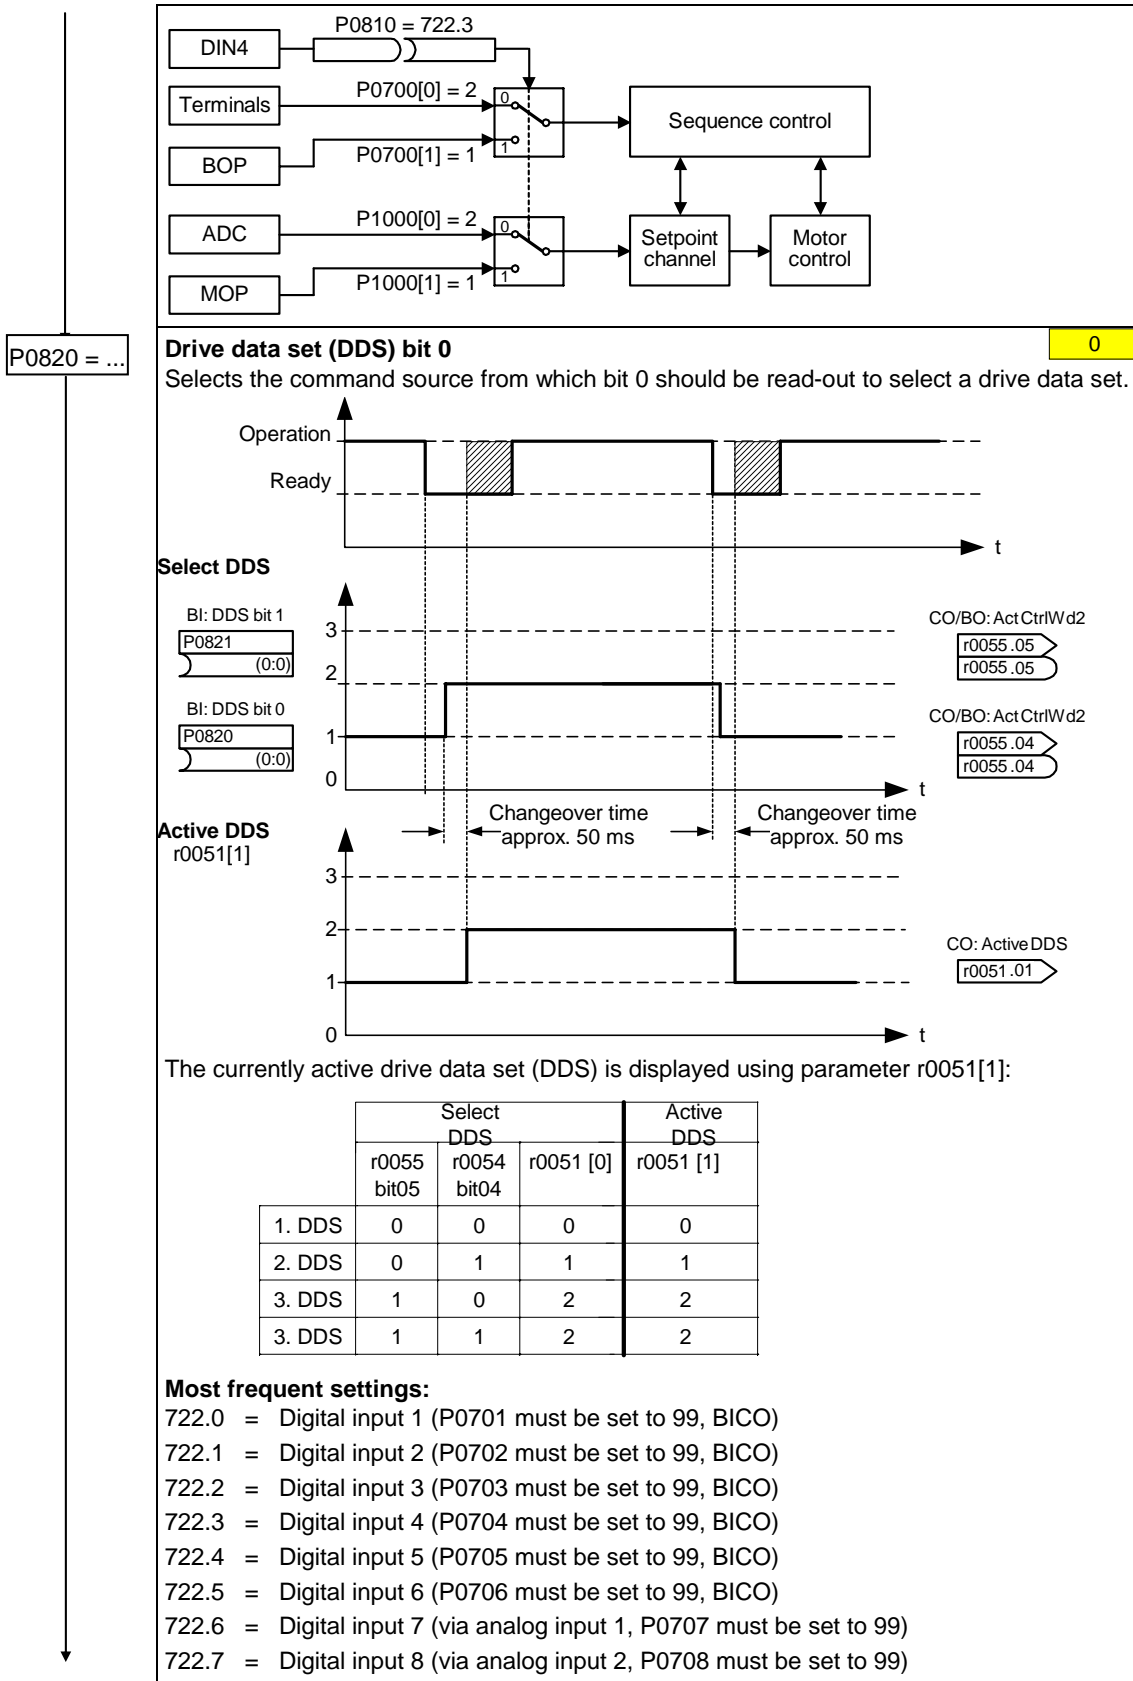 P0810 = 722.3
DIN4
Terminals
P0700[0] = 2
0
Sequence control
BOP
P0700[1] = 1
1
ADC
P1000[0] = 2
0
Setpoint
channel
Motor
control
MOP
P1000[1] = 1
1
P0820 = ...
Drive data set (DDS) bit 0
0
Selects the command source from which bit 0 should be read-out to select a drive data set.
Operation
Ready
t
Select DDS
BI: DDS bit 1
P0821
(0:0)
BI: DDS bit 0
P0820
(0:0)
3
2
1
0
t
CO/BO: Act CtrlWd2
r0055.05
r0055.05
CO/BO: Act CtrlWd2
r0055.04
r0055.04
Changeover time
approx. 50 ms
Changeover time
approx. 50 ms
Active DDS
r0051[1]
3
2
1
0
t
CO: Active DDS
r0051.01
The currently active drive data set (DDS) is displayed using parameter r0051[1]:
Select
DDS
Active
DDS
r0055
bit05
r0054
bit04
r0051 [0]
r0051 [1]
1. DDS 0 0 0 0
2. DDS 0 1 1 1
3. DDS 1 0 2 2
3. DDS 1 1 2 2
Most frequent settings:
722.0 = Digital input 1 (P0701 must be set to 99, BICO)
722.1 = Digital input 2 (P0702 must be set to 99, BICO)
722.2 = Digital input 3 (P0703 must be set to 99, BICO)
722.3 = Digital input 4 (P0704 must be set to 99, BICO)
722.4 = Digital input 5 (P0705 must be set to 99, BICO)
722.5 = Digital input 6 (P0706 must be set to 99, BICO)
722.6 = Digital input 7 (via analog input 1, P0707 must be set to 99)
722.7 = Digital input 8 (via analog input 2, P0708 must be set to 99)